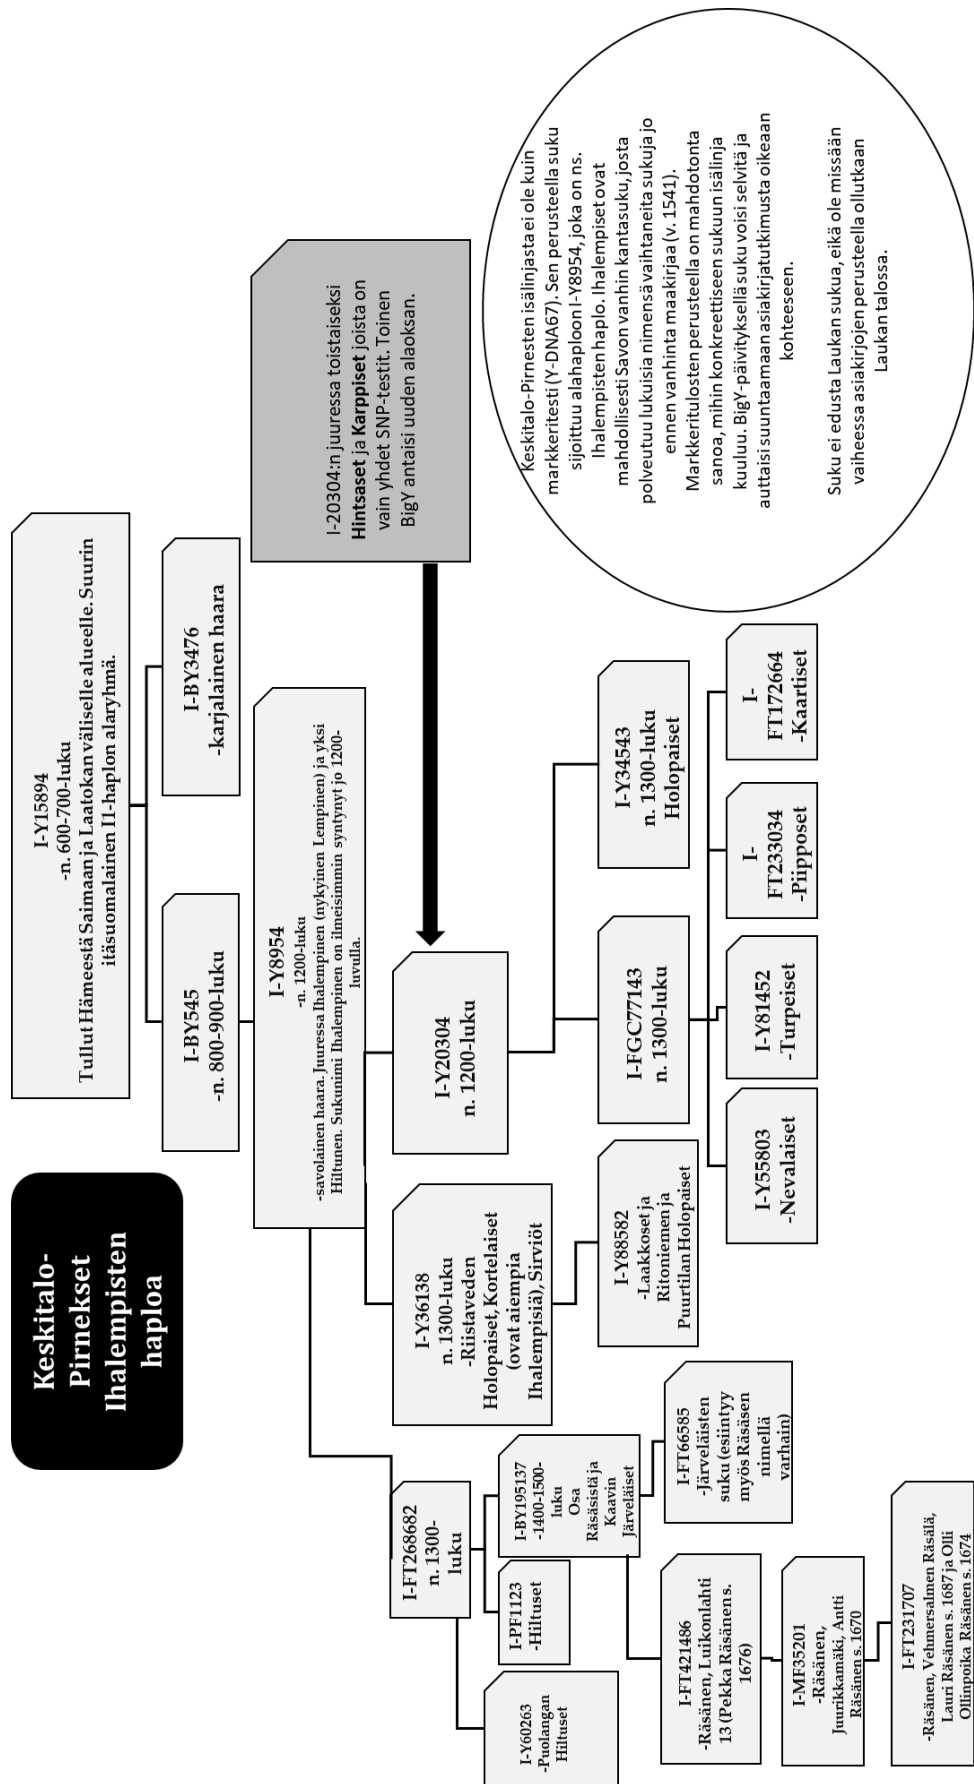 Keskitalo-
Pirnekset
Ihalempisten
haploa
I-Y15894
-n. 600-700-luku
Tullut Hämeestä Saimaan ja Laatokan väliselle alueelle. Suurin
itäsuomalainen I1-haplon alaryhmä.
I-BY545
-n. 800-900-luku
I-BY3476
-karjalainen haara
I-Y8954
-n. 1200-luku
-savolainen haara. Juuressa Ihalempinen (nykyinen Lempinen) ja yksi
Hiltunen. Sukunimi Ihalempinen on ilmeisimmin syntynyt jo 1200-
luvulla.
I-20304:n juuressa toistaiseksi
Hintsaset ja Karppiset joista on
vain yhdet SNP-testit. Toinen
BigY antaisi uuden alaoksan.
I-FT268682
n. 1300-
luku
I-Y36138
n. 1300-luku
-Riistaveden
Holopaiset, Kortelaiset
(ovat aiempia
Ihalempisiä), Sirviöt
I-Y20304
n. 1200-luku
I-Y60263
-Puolangan
Hiltuset
I-PF1123
-Hiltuset
I-BY195137
-1400-1500-
luku
Osa
Räsäsistä ja
Kaavin
Järveläiset
I-Y88582
-Laakkoset ja
Ritoniemen ja
Puurtilan Holopaiset
I-FGC77143
n. 1300-luku
I-Y34543
n. 1300-luku
Holopaiset
I-FT421486
-Räsänen, Luikonlahti
13 (Pekka Räsänen s.
1676)
I-FT66585
-Järveläisten
suku (esiintyy
myös Räsäsen
nimellä
varhain)
I-Y55803
-Nevalaiset
I-Y81452
-Turpeiset
I-
FT233034
-Piipposet
I-
FT172664
-Kaartiset
I-MF35201
-Räsänen,
Juurikkamäki, Antti
Räsänen s. 1670
I-FT231707
-Räsänen, Vehmersalmen Räsälä,
Lauri Räsänen s. 1687 ja Olli
Ollinpoika Räsänen s. 1674
Keskitalo-Pirnesten isälinjasta ei ole kuin
markkeritesti (Y-DNA67). Sen perusteella suku
sijoittuu alahaploon I-Y8954, joka on ns.
Ihalempisten haplo. Ihalempiset ovat
mahdollisesti Savon vanhin kantasuku, josta
polveutuu lukuisia nimensä vaihtaneita sukuja jo
ennen vanhinta maakirjaa (v. 1541).
Markkeritulosten perusteella on mahdotonta
sanoa, mihin konkreettiseen sukuun isälinja
kuuluu. BigY-päivityksellä suku voisi selvitä ja
auttaisi suuntaamaan asiakirjatutkimusta oikeaan
kohteeseen.
Suku ei edusta Laukan sukua, eikä ole missään
vaiheessa asiakirjojen perusteella ollutkaan
Laukan talossa.